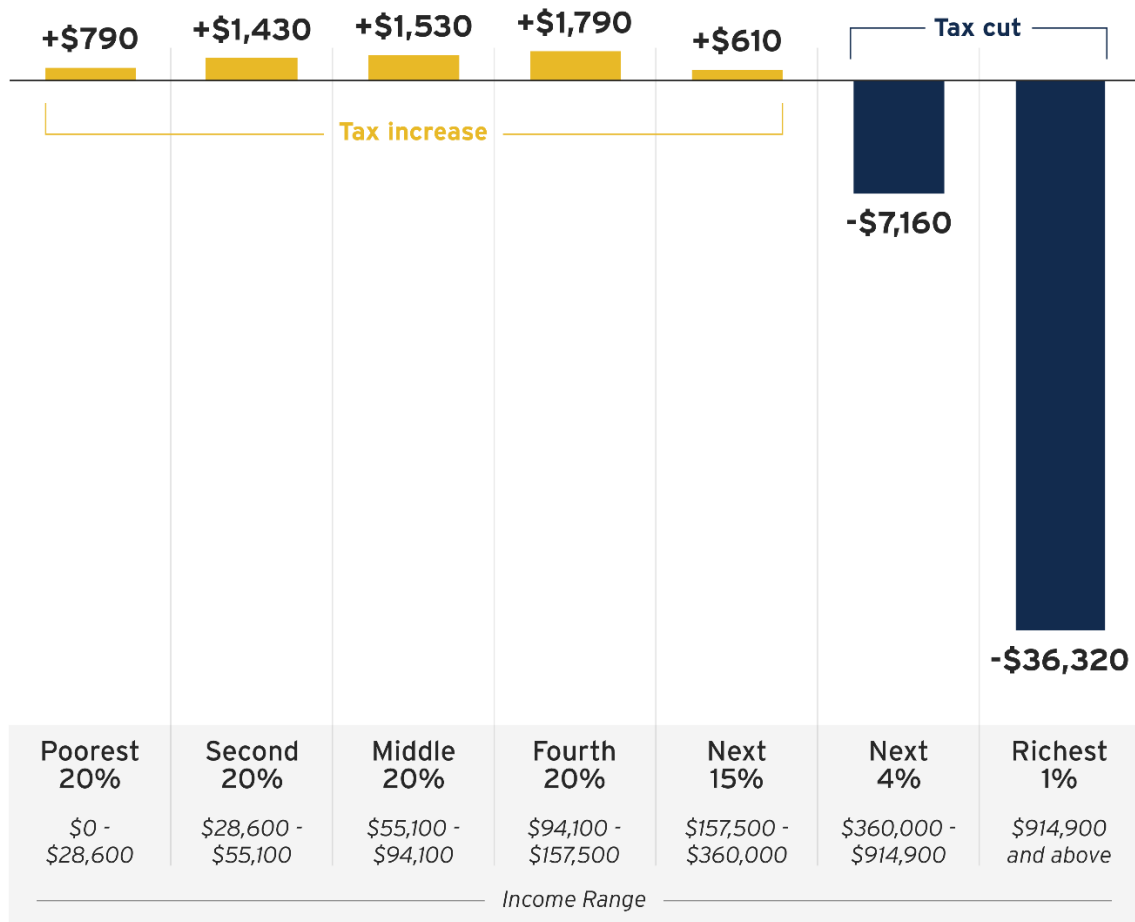 +$790
+$1,430
+$1,530
+$1,790
+$610
Tax cut
Tax increase
-$7,160
-$36,320
Poorest
20%
$0 -
$28,600
Second
20%
$28,600 -
$55,100
Middle
20%
$55,100 -
$94,100
Fourth
20%
$94,100 -
$157,500
Next
15%
$157,500 -
$360,000
Next
4%
$360,000 -
$914,900
Richest
1%
$914,900
and above
Income Range